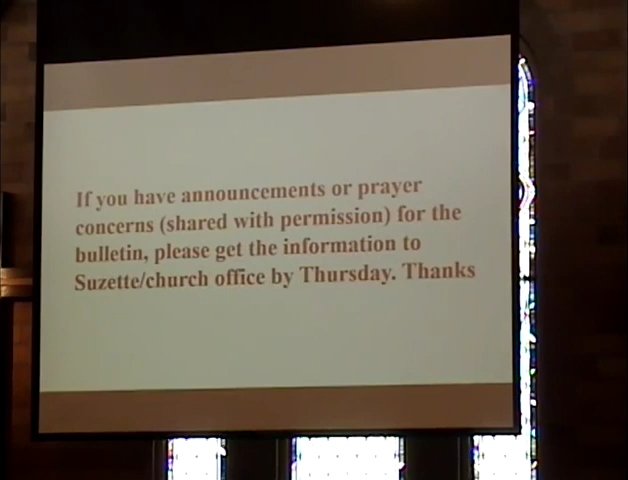 If you have announcements or prayer
concerns (shared with permission) for the
bulletin, please get the information to
Suzette/church office by Thursday. Thanks